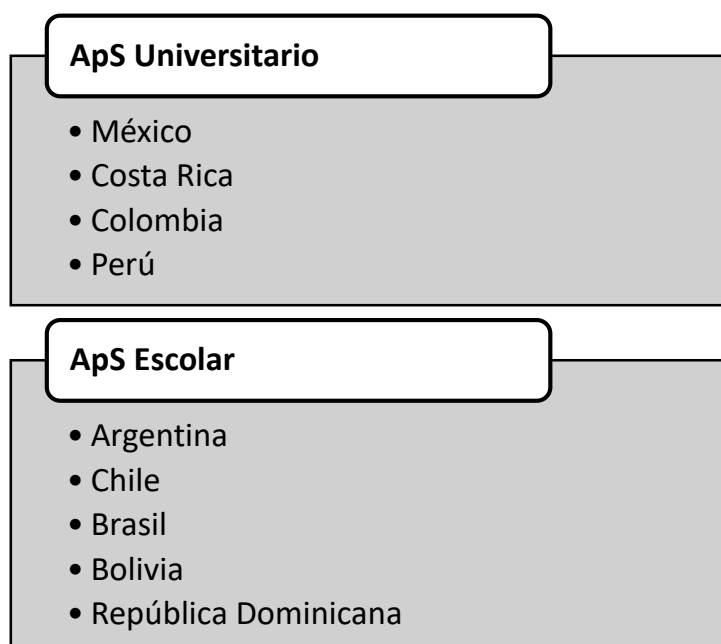 ApS Universitario
• México
• Costa Rica
• Colombia
• Perú
ApS Escolar
• Argentina
• Chile
• Brasil
• Bolivia
• República Dominicana